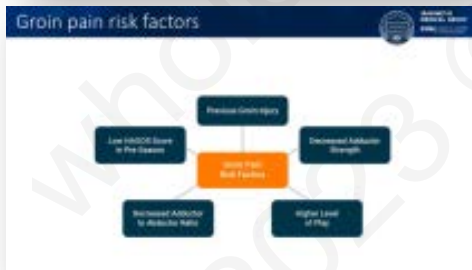 Groin pain risk factors
Previous Groin Injury
Low HAGOS Score
in Pre-Season
Decreased Adductor
Strength
Groin Pain
Risk Factors
Decreased Adductor
to Abductor Ratio
Higher Level
of Play
2023